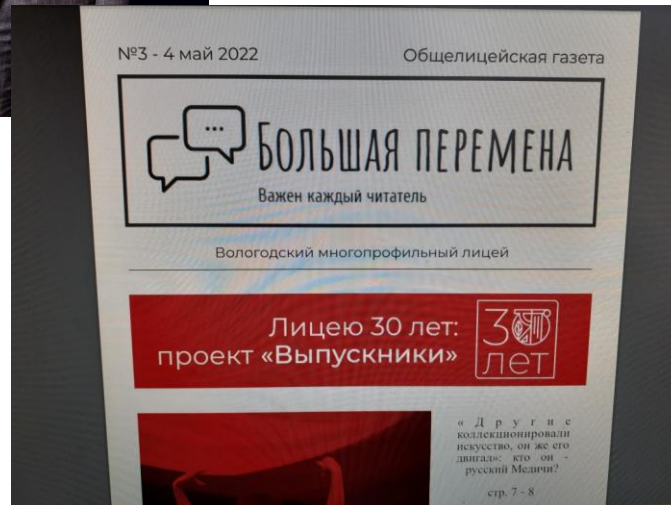 №3 - 4 май 2022
Общелицейская газета
БОЛЬШАЯ ПЕРЕМЕНА
Важен каждый читатель
Вологодский многопрофильный лицей
Лицею 30 лет:
проект «Выпускники»
30
лет
« Д р у г и е
коллекционировали
искусство, он же его
двигал»: кто он -
русский Медичи?
стр. 7 - 8